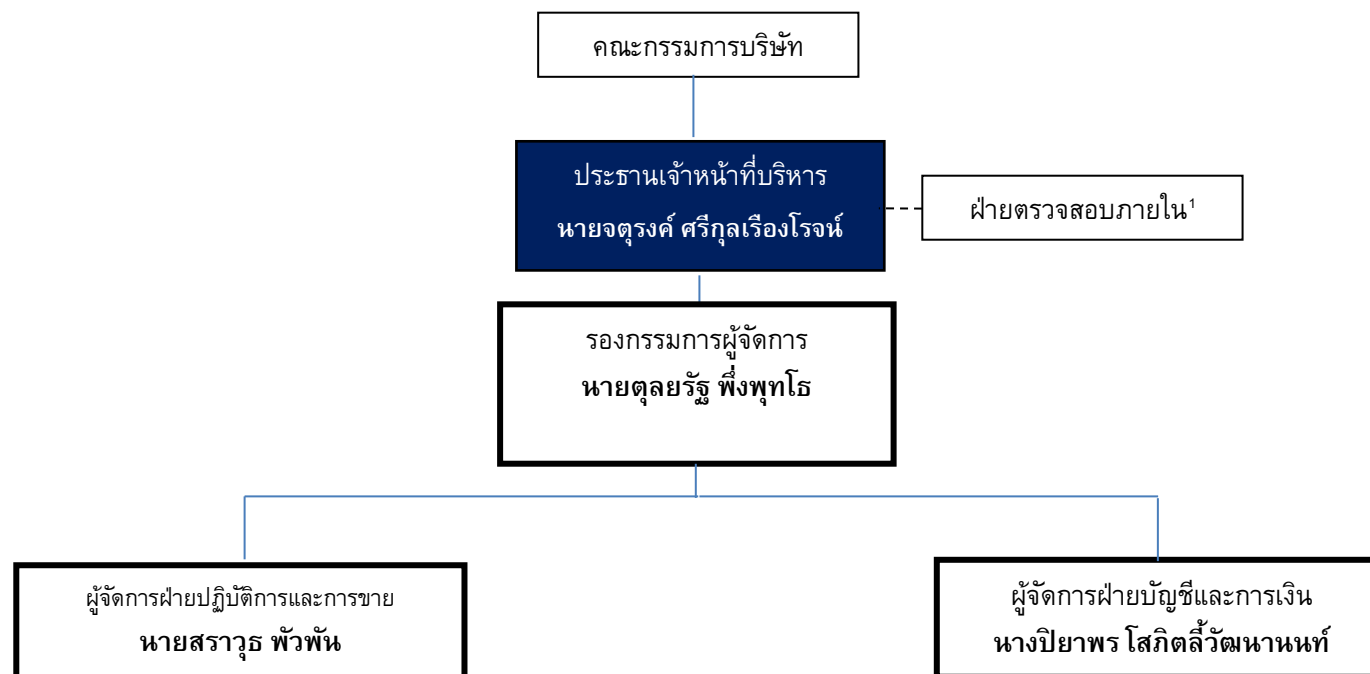 คณะกรรมการบริษัท
ประธานเจ้าหน้าที่บริหาร
นายจตุรงค์ ศรีกุลเรืองโรจน์
ฝ่ายตรวจสอบภายใน¹
รองกรรมการผู้จัดการ
นายตุลยรัฐ พึ่งพุทโธ
ผู้จัดการฝ่ายปฏิบัติการและการขาย
นายสราวุธ พัวพัน
ผู้จัดการฝ่ายบัญชีและการเงิน
นางปิยาพร โสภิตลี้วัฒนานนท์